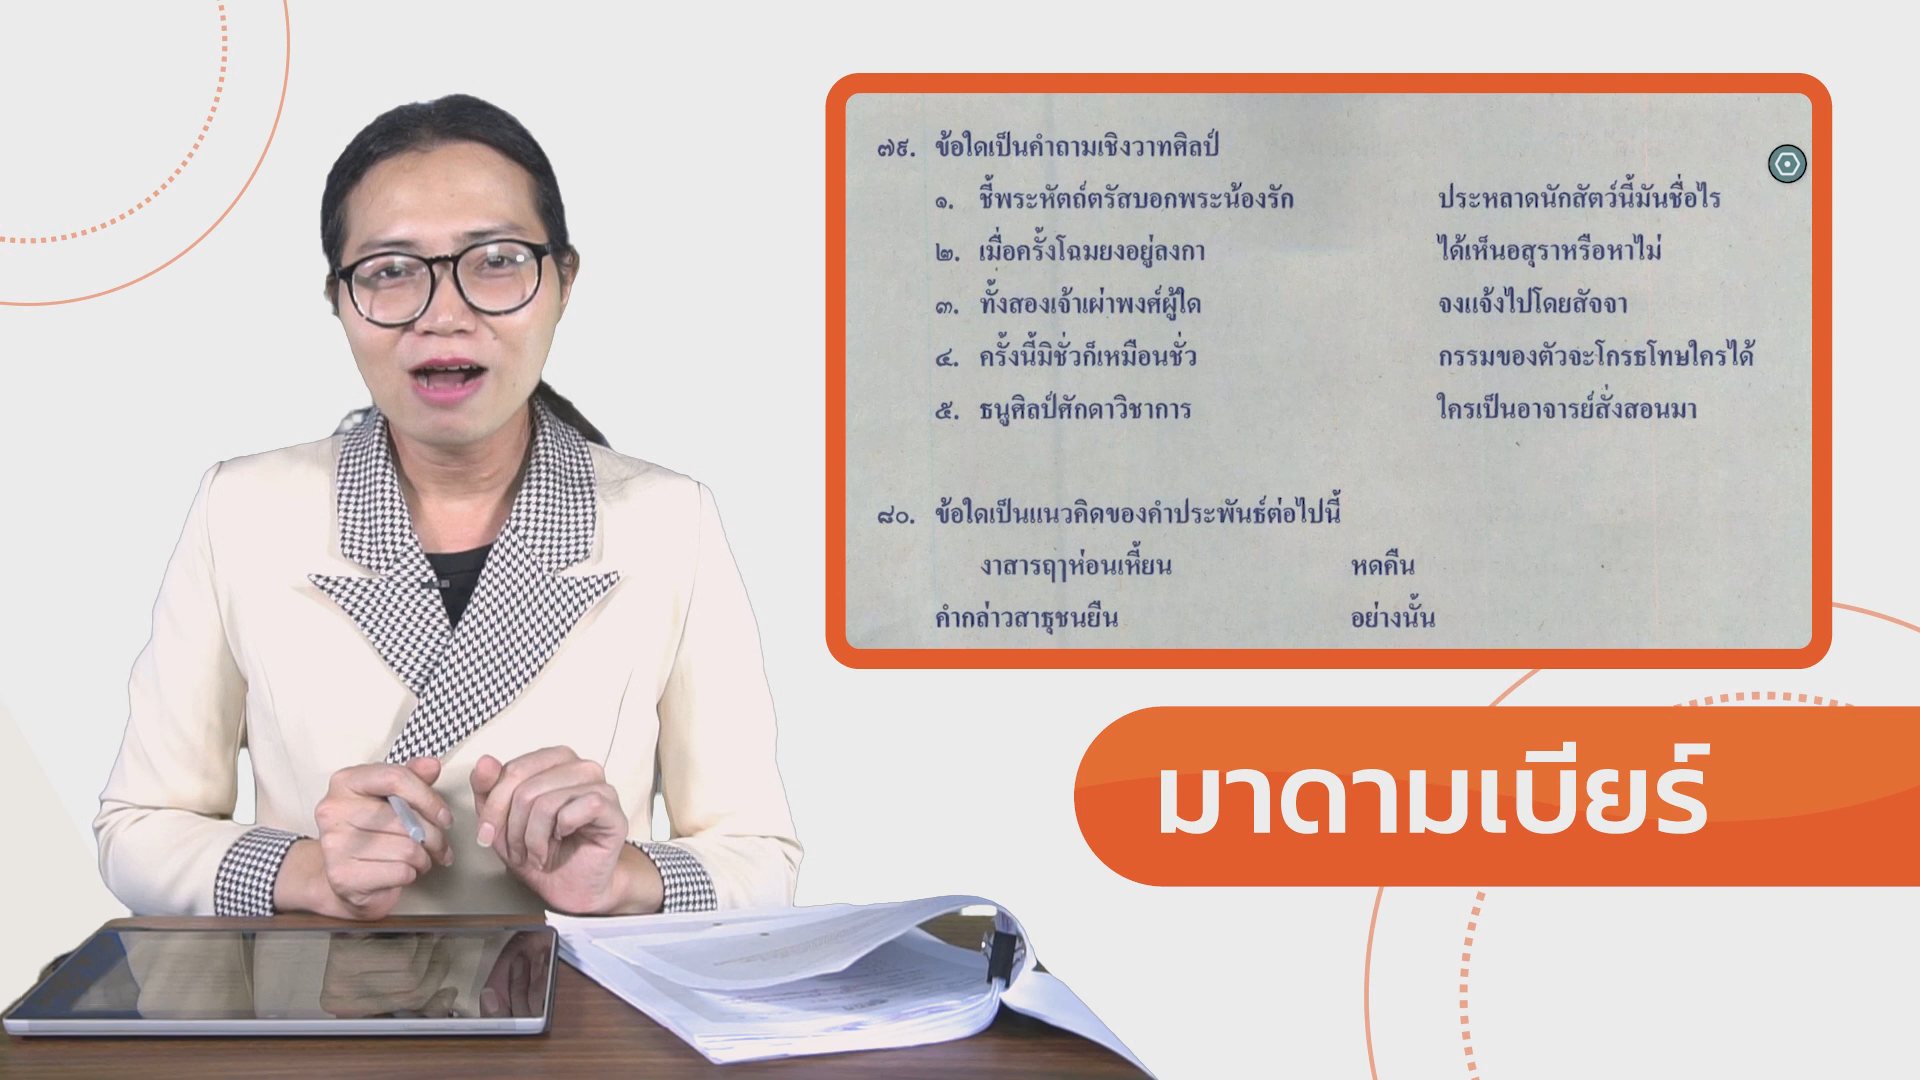 ๗๙. ข้อใดเป็นคำถามเชิงวาทศิลป์
๑. ชี้พระหัตถ์ตรัสบอกพระน้องรัก ประหลาดนักสัตว์นี้มันชื่อไร
๒. เมื่อครั้งโฉมยงอยู่ลงกา ได้เห็นอสุราหรือหาไม่
๓. ทั้งสองเจ้าเผ่าพงศ์ผู้ใด จงแจ้งไปโดยสัจจา
๔. ครั้งนี้มิชั่วก็เหมือนชั่ว กรรมของตัวจะโกรธโทษใครได้
๕. ธนูศิลป์ศักดาวิชาการ ใครเป็นอาจารย์สั่งสอนมา
๘๐. ข้อใดเป็นแนวคิดของคำประพันธ์ต่อไปนี้
งาสารฤๅห่อนเหี้ยน หดคืน
คำกล่าวสาธุชนยืน อย่างนั้น
มาดามเบียร์